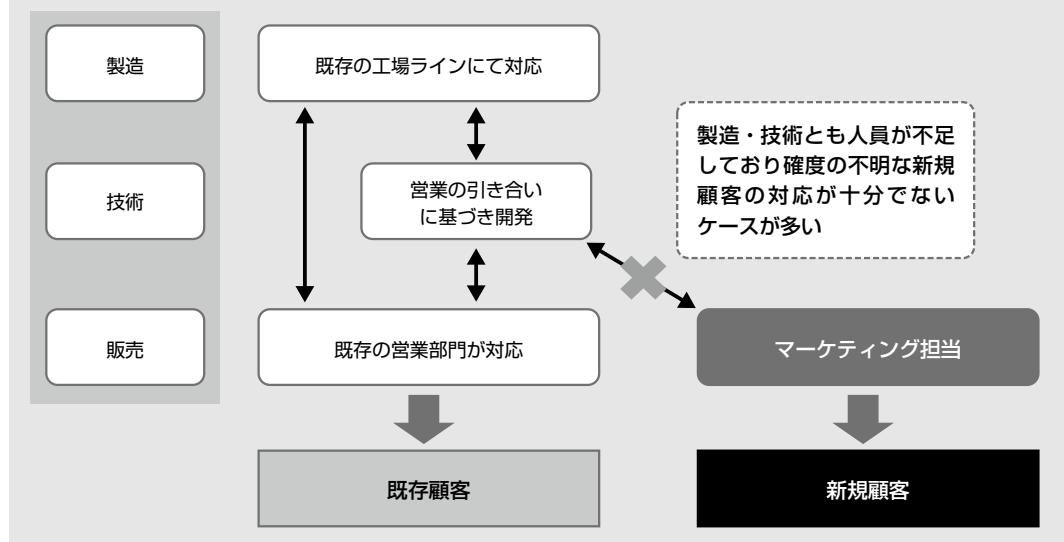 製造
既存の工場ラインにて対応
製造・技術とも人員が不足
しており確度の不明な新規
顧客の対応が十分でない
ケースが多い
技術
営業の引き合い
に基づき開発
販売
既存の営業部門が対応
マーケティング担当
既存顧客
新規顧客